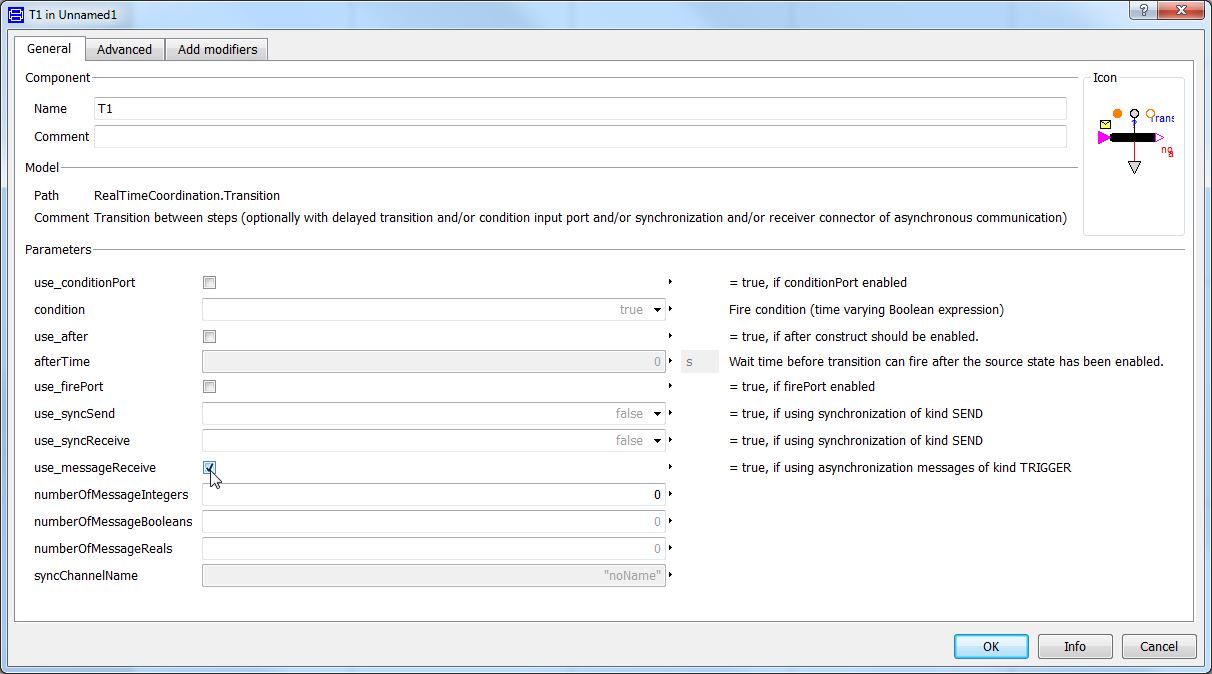 T1 in Unnamed1
?
General Advanced Add modifiers
Component
Icon
Name T1
Trans
?
Comment
Model
Path RealTimeCoordination.Transition
Comment Transition between steps (optionally with delayed transition and/or condition input port and/or synchronization and/or receiver connector of asynchronous communication)
Parameters
use_conditionPort = true, if conditionPort enabled
condition true Fire condition (time varying Boolean expression)
use_after = true, if after construct should be enabled.
afterTime 0 s Wait time before transition can fire after the source state has been enabled.
use_firePort = true, if firePort enabled
use_syncSend false = true, if using synchronization of kind SEND
use_syncReceive false = true, if using synchronization of kind SEND
use_messageReceive = true, if using asynchronization messages of kind TRIGGER
numberOfMessageIntegers 0
numberOfMessageBooleans 0
numberOfMessageReals 0
syncChannelName "noName"
OK Info Cancel